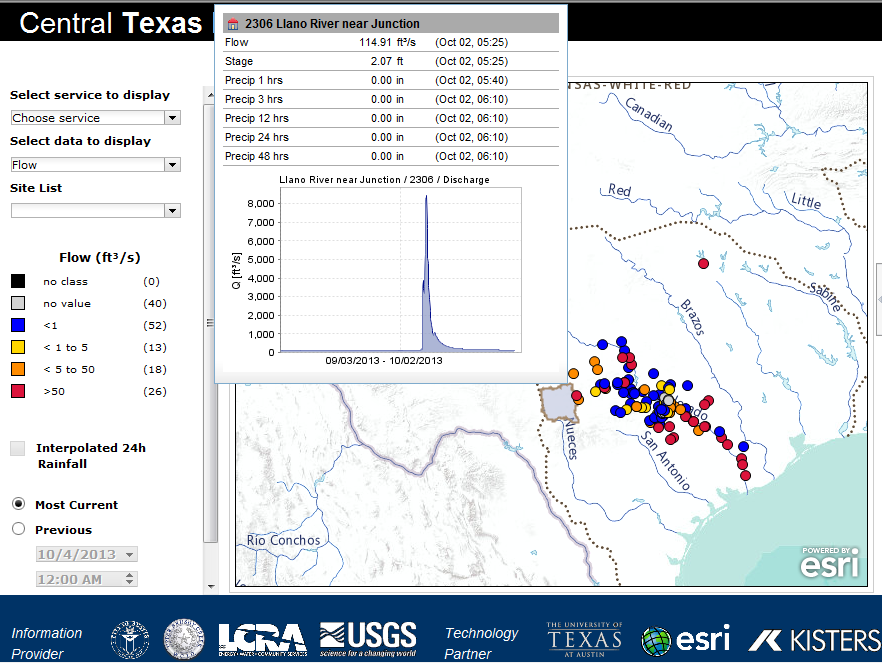 Central Texas
2306 Llano River near Junction
Flow 114.91 ft³/s (Oct 02, 05:25)
Stage 2.07 ft (Oct 02, 05:25)
Precip 1 hrs 0.00 in (Oct 02, 05:40)
Precip 3 hrs 0.00 in (Oct 02, 06:10)
Precip 12 hrs 0.00 in (Oct 02, 06:10)
Precip 24 hrs 0.00 in (Oct 02, 06:10)
Precip 48 hrs 0.00 in (Oct 02, 06:10)
Llano River near Junction / 2306 / Discharge
Q [ft³/s]
8,000
7,000
6,000
5,000
4,000
3,000
2,000
1,000
0
09/03/2013 - 10/02/2013
Select service to display
Choose service
Select data to display
Flow
Site List
Flow (ft³/s)
no class (0)
no value (40)
<1 (52)
< 1 to 5 (13)
< 5 to 50 (18)
>50 (26)
Interpolated 24h
Rainfall
Most Current
Previous
10/4/2013
12:00 AM
SAS-WHITE-RED
Canadian
Red
Little
Sabine
Brazos
Nueces
San Antonio
Rio Conchos
POWERED BY
esri
Information
Provider
LCRA
ENERGY • WATER • COMMUNITY SERVICES
USGS
science for a changing world
Technology
Partner
THE UNIVERSITY OF
TEXAS
AT AUSTIN
esri
KISTERS